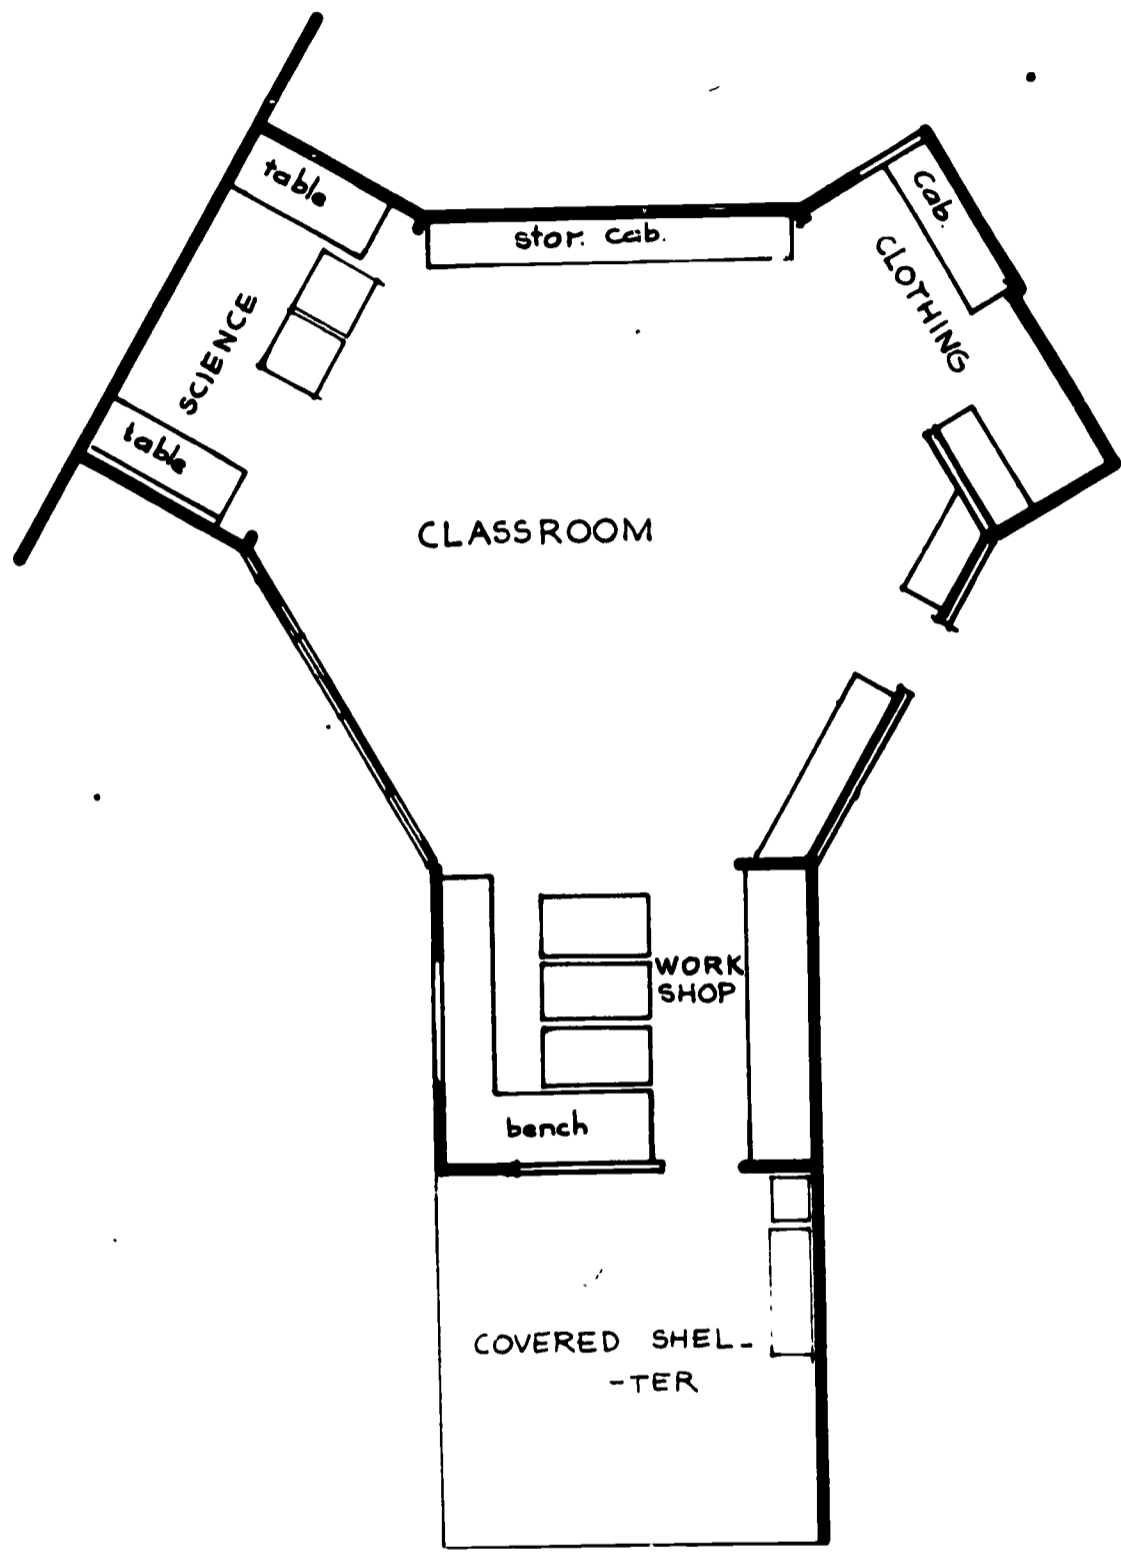 table
stor. cab.
cab.
CLOTHING
SCIENCE
table
CLASSROOM
WORK
SHOP
bench
COVERED SHEL-
-TER